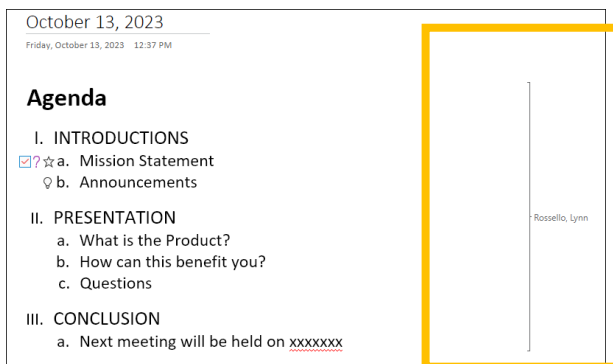 October 13, 2023
Friday, October 13, 2023 12:37 PM
Agenda
I. INTRODUCTIONS
a. Mission Statement
b. Announcements
II. PRESENTATION
a. What is the Product?
b. How can this benefit you?
c. Questions
Rossello, Lynn
III. CONCLUSION
a. Next meeting will be held on xxxxxxx